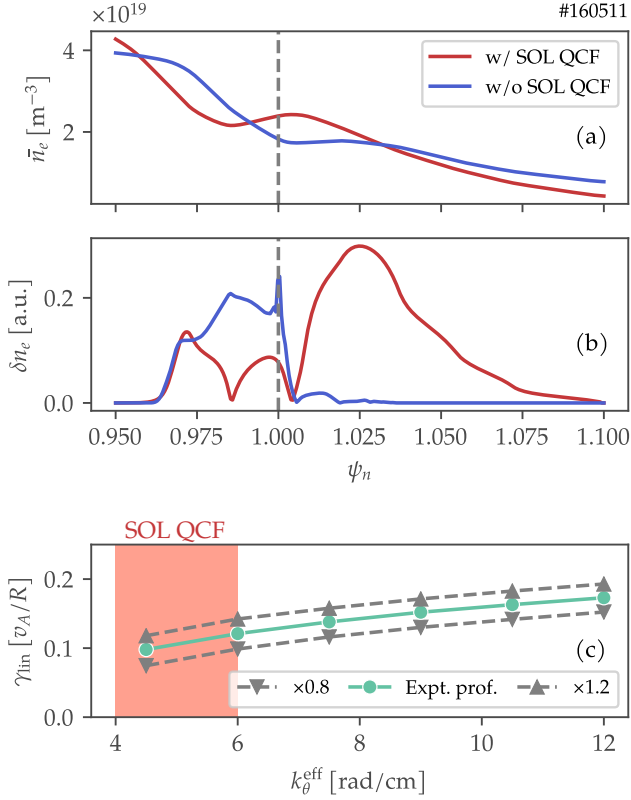 ×10¹⁹
#160511
4
2
n̄ₑ [m⁻³]
w/ SOL QCF
w/o SOL QCF
(a)
0.2
0.0
δnₑ [a.u.]
(b)
0.950 0.975 1.000 1.025 1.050 1.075 1.100
ψₙ
SOL QCF
0.2
0.1
0.0
γ_lin [v_A/R]
(c)
×0.8 Expt. prof. ×1.2
4 6 8 10 12
k_θ^eff [rad/cm]